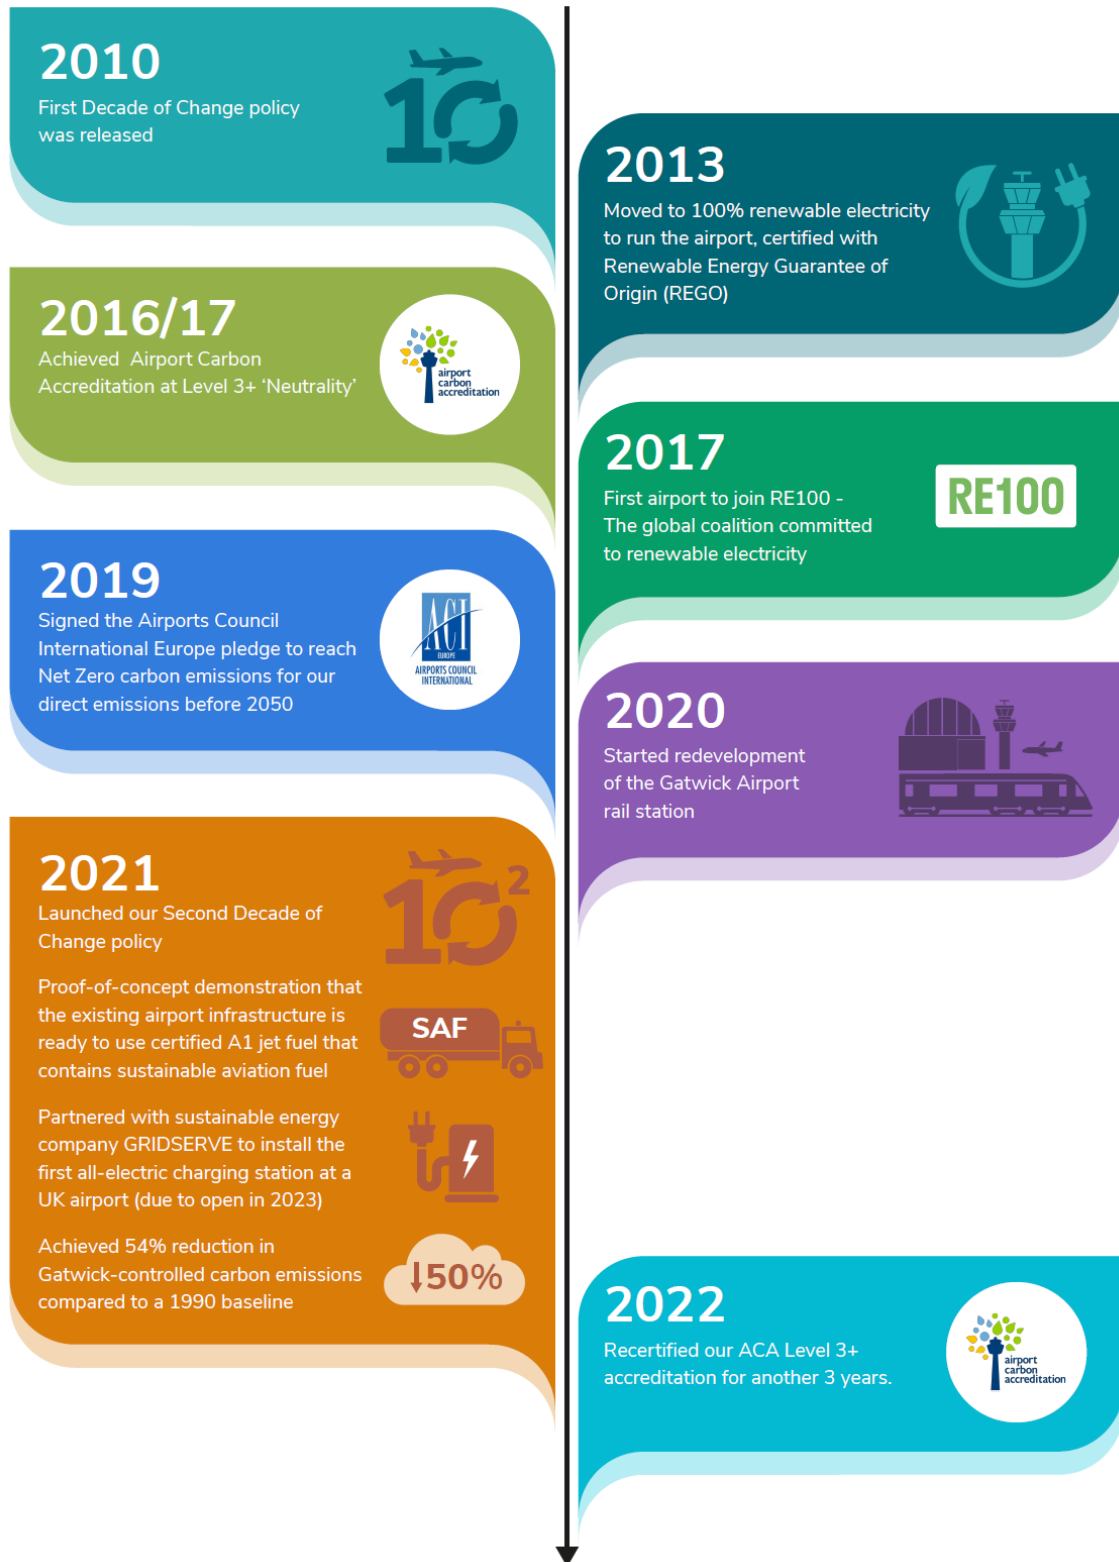 2010
First Decade of Change policy
was released
10
2013
Moved to 100% renewable electricity
to run the airport, certified with
Renewable Energy Guarantee of
Origin (REGO)
2016/17
Achieved  Airport Carbon
Accreditation at Level 3+ ‘Neutrality’
airport
carbon
accreditation
2017
First airport to join RE100 -
The global coalition committed
to renewable electricity
RE100
2019
Signed the Airports Council
International Europe pledge to reach
Net Zero carbon emissions for our
direct emissions before 2050
ACI
EUROPE
AIRPORTS COUNCIL
INTERNATIONAL
2020
Started redevelopment
of the Gatwick Airport
rail station
2021
Launched our Second Decade of
Change policy
10²
Proof-of-concept demonstration that
the existing airport infrastructure is
ready to use certified A1 jet fuel that
contains sustainable aviation fuel
SAF
Partnered with sustainable energy
company GRIDSERVE to install the
first all-electric charging station at a
UK airport (due to open in 2023)
Achieved 54% reduction in
Gatwick-controlled carbon emissions
compared to a 1990 baseline
↓50%
2022
Recertified our ACA Level 3+
accreditation for another 3 years.
airport
carbon
accreditation